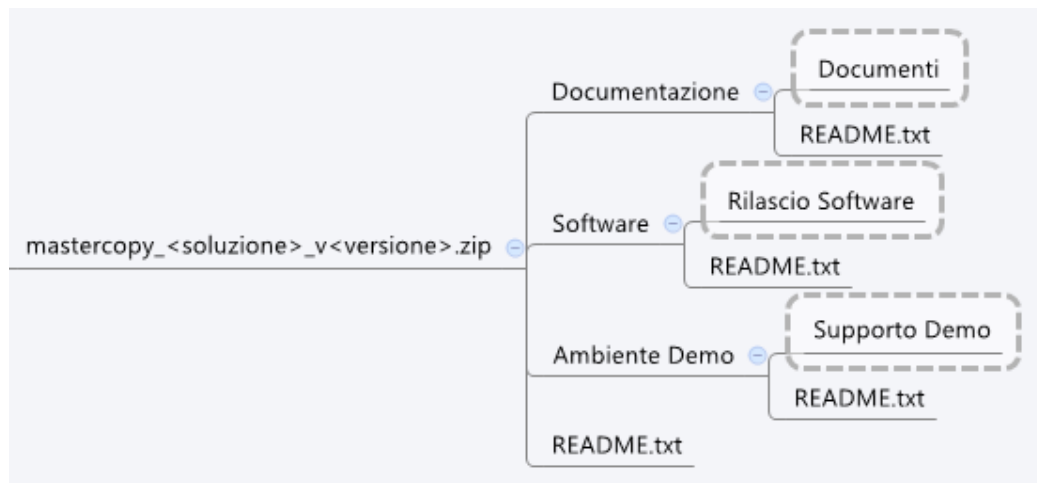 Documenti
Documentazione
README.txt
Rilascio Software
Software
README.txt
mastercopy_<soluzione>_v<versione>.zip
Supporto Demo
Ambiente Demo
README.txt
README.txt